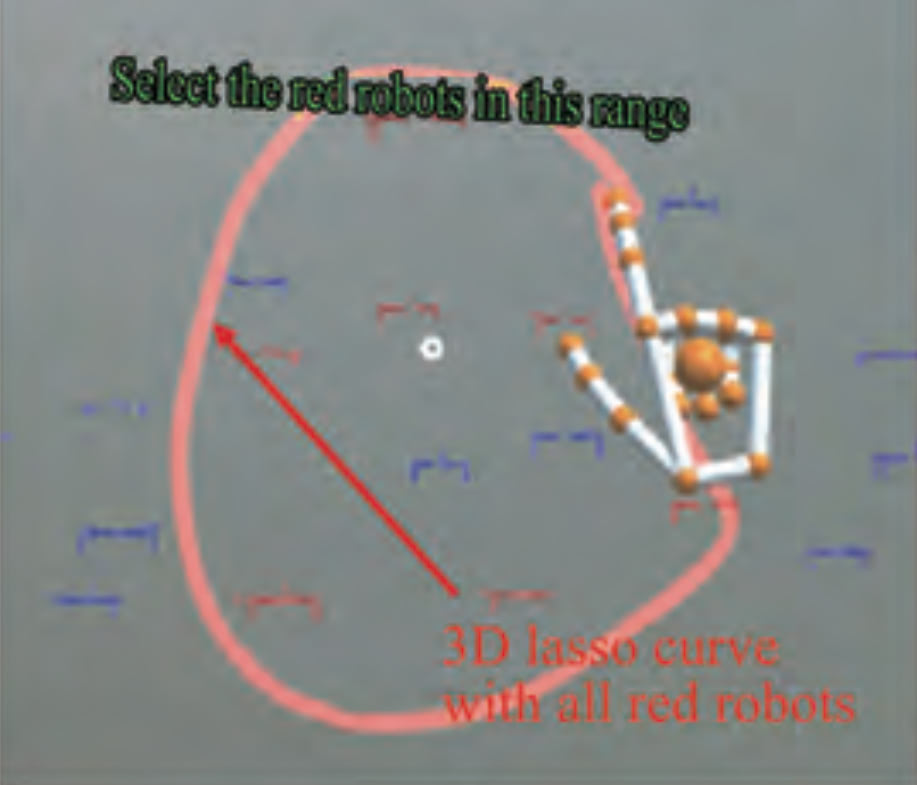 Select the red robots in this range
3D lasso curve
with all red robots